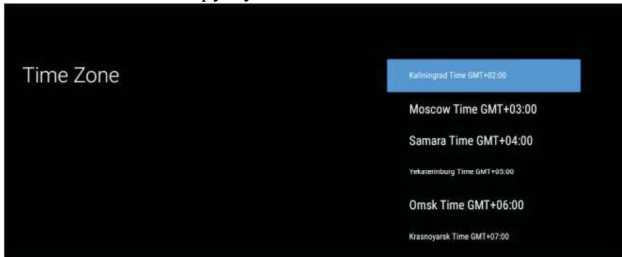 Time Zone
Kaliningrad Time GMT+02:00
Moscow Time GMT+03:00
Samara Time GMT+04:00
Yekaterinburg Time GMT+05:00
Omsk Time GMT+06:00
Krasnoyarsk Time GMT+07:00